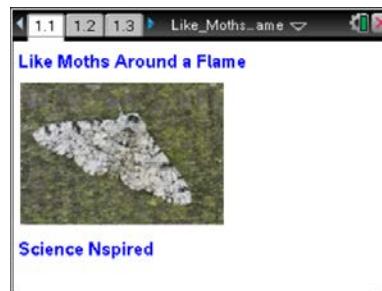 1.1 1.2 1.3 Like_Moths…ame
Like Moths Around a Flame
Science Nspired